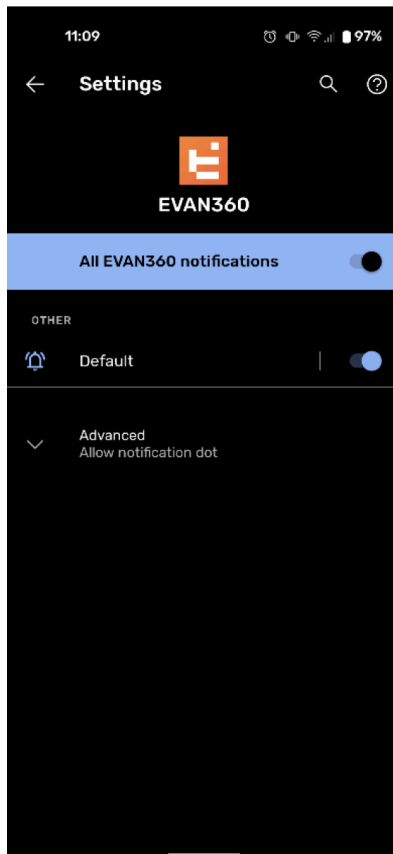 11:09
97%
Settings
EVAN360
All EVAN360 notifications
OTHER
Default
Advanced
Allow notification dot